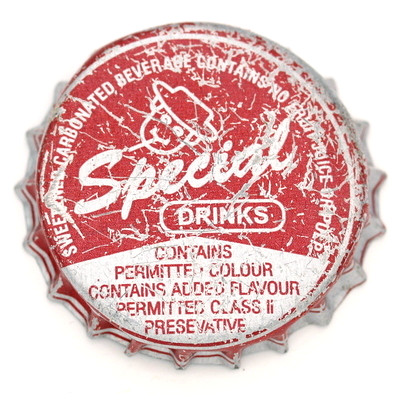 SWEETENED CARBONATED BEVERAGE CONTAINS NO FRUIT JUICE OR PULP
Special
DRINKS
CONTAINS
PERMITTED COLOUR
CONTAINS ADDED FLAVOUR
PERMITTED CLASS II
PRESEVATIVE